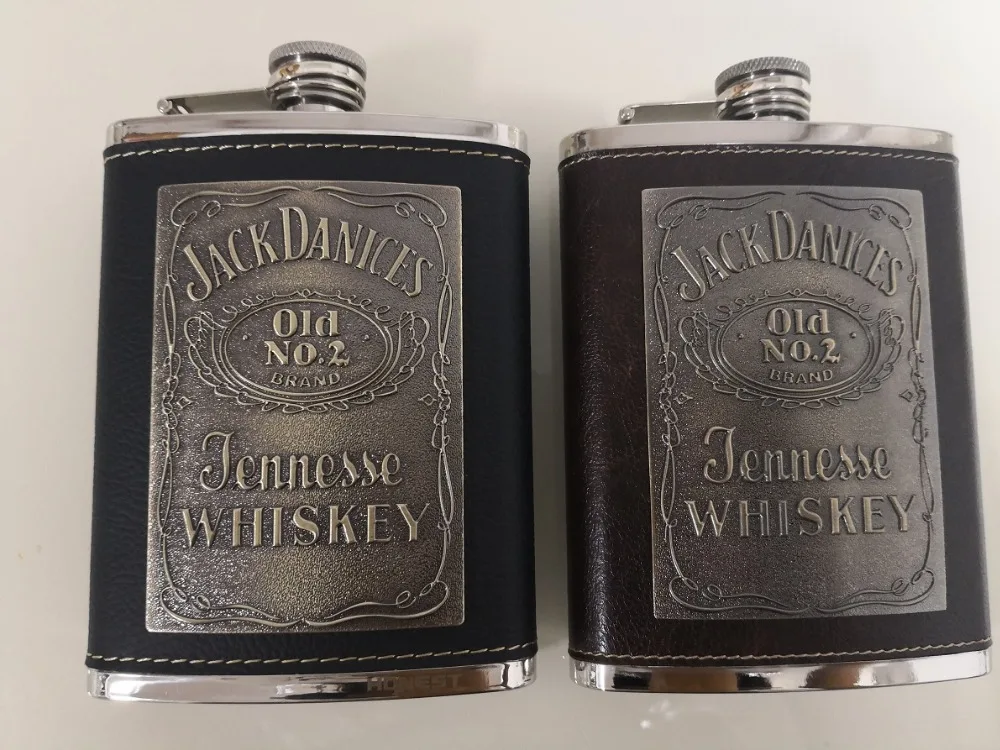 JACK DANICES
Old
No.2
BRAND
Jennesse
WHISKEY
HONEST
JACK DANICES
Old
No.2
BRAND
Jennesse
WHISKEY